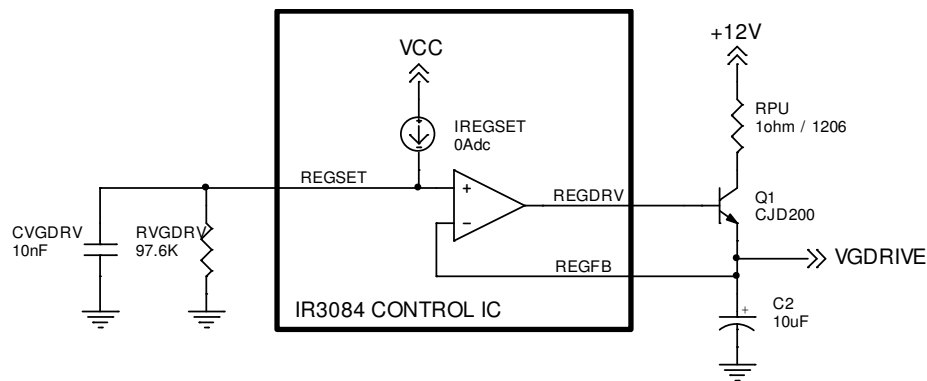 VCC
+12V
RPU
1ohm / 1206
IREGSET
0Adc
REGSET
+
-
REGDRV
Q1
CJD200
CVGDRV
10nF
RVGDRV
97.6K
VGDRIVE
REGFB
IR3084 CONTROL IC
+
C2
10uF